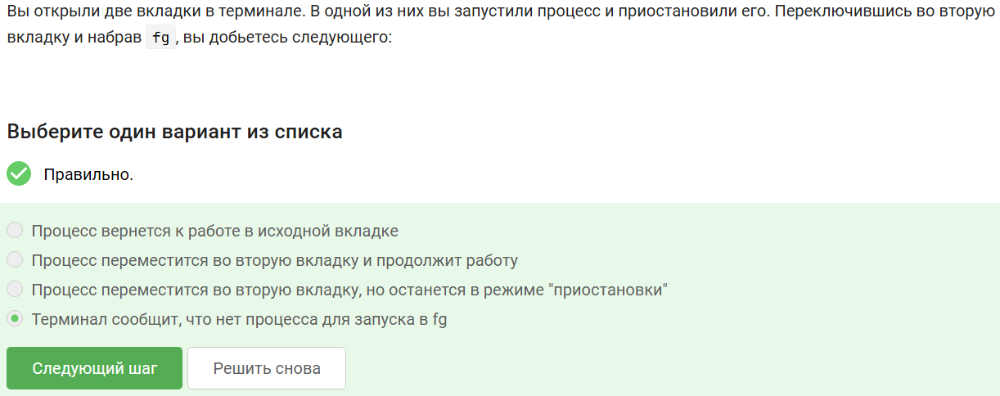 Вы открыли две вкладки в терминале. В одной из них вы запустили процесс и приостановили его. Переключившись во вторую
вкладку и набрав fg, вы добьетесь следующего:
Выберите один вариант из списка
Правильно.
Процесс вернется к работе в исходной вкладке
Процесс переместится во вторую вкладку и продолжит работу
Процесс переместится во вторую вкладку, но останется в режиме "приостановки"
Терминал сообщит, что нет процесса для запуска в fg
Следующий шаг Решить снова